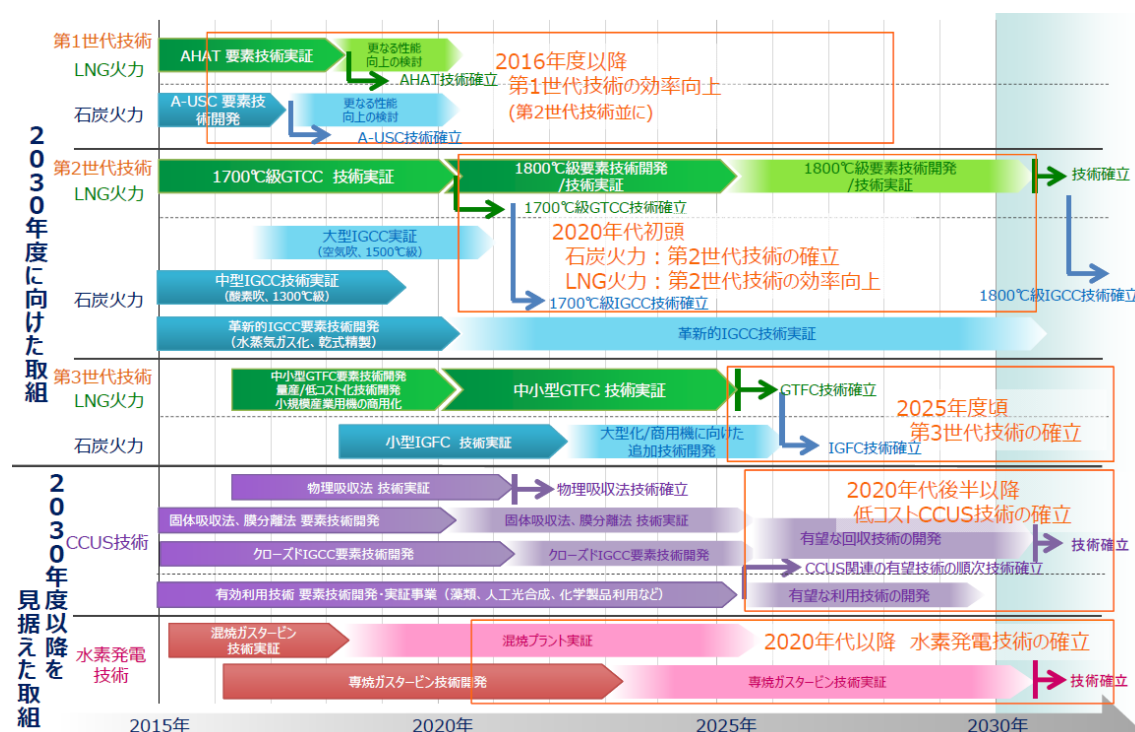 2030年度に向けた取組
第1世代技術
LNG火力
AHAT 要素技術実証
更なる性能
向上の検討
AHAT技術確立
石炭火力
A-USC 要素技
術開発
更なる性能
向上の検討
A-USC技術確立
2016年度以降
第1世代技術の効率向上
(第2世代技術並に)
第2世代技術
LNG火力
1700℃級GTCC 技術実証
1800℃級要素技術開発
/技術実証
1800℃級要素技術開発
/技術実証
技術確立
1700℃級GTCC技術確立
大型IGCC実証
(空気吹、1500℃級)
2020年代初頭
石炭火力：第2世代技術の確立
LNG火力：第2世代技術の効率向上
石炭火力
中型IGCC技術実証
(酸素吹、1300℃級)
1700℃級IGCC技術確立
1800℃級IGCC技術確立
革新的IGCC要素技術開発
(水蒸気ガス化、乾式精製)
革新的IGCC技術実証
第3世代技術
LNG火力
中小型GTFC要素技術開発
量産/低コスト化技術開発
小規模産業用機の商用化
中小型GTFC 技術実証
GTFC技術確立
石炭火力
小型IGFC 技術実証
大型化/商用機に向けた
追加技術開発
IGFC技術確立
2025年度頃
第3世代技術の確立
2030年度以降を
見据えた取組
CCUS技術
物理吸収法 技術実証
物理吸収法技術確立
固体吸収法、膜分離法 要素技術開発
固体吸収法、膜分離法 技術実証
クローズドIGCC要素技術開発
クローズドIGCC要素技術開発
2020年代後半以降
低コストCCUS技術の確立
有望な回収技術の開発
技術確立
CCUS関連の有望技術の順次技術確立
有効利用技術 要素技術開発・実証事業（藻類、人工光合成、化学製品利用など）
有望な利用技術の開発
水素発電
技術
混焼ガスタービン
技術実証
混焼プラント実証
2020年代以降 水素発電技術の確立
専焼ガスタービン技術開発
専焼ガスタービン技術実証
技術確立
2015年
2020年
2025年
2030年